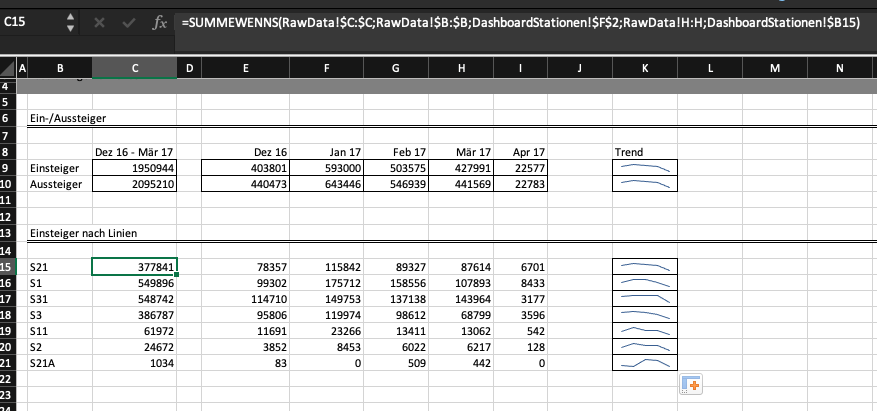 C15 fx =SUMMEWENNS(RawData!$C:$C;RawData!$B:$B;DashboardStationen!$F$2;RawData!H:H;DashboardStationen!$B15)
A B C D E F G H I J K L M N
4
5
6 Ein-/Aussteiger
7
8 Dez 16 - Mär 17 Dez 16 Jan 17 Feb 17 Mär 17 Apr 17 Trend
9 Einsteiger 1950944 403801 593000 503575 427991 22577
10 Aussteiger 2095210 440473 643446 546939 441569 22783
11
12
13 Einsteiger nach Linien
14
15 S21 377841 78357 115842 89327 87614 6701
16 S1 549896 99302 175712 158556 107893 8433
17 S31 548742 114710 149753 137138 143964 3177
18 S3 386787 95806 119974 98612 68799 3596
19 S11 61972 11691 23266 13411 13062 542
20 S2 24672 3852 8453 6022 6217 128
21 S21A 1034 83 0 509 442 0
22
23
24